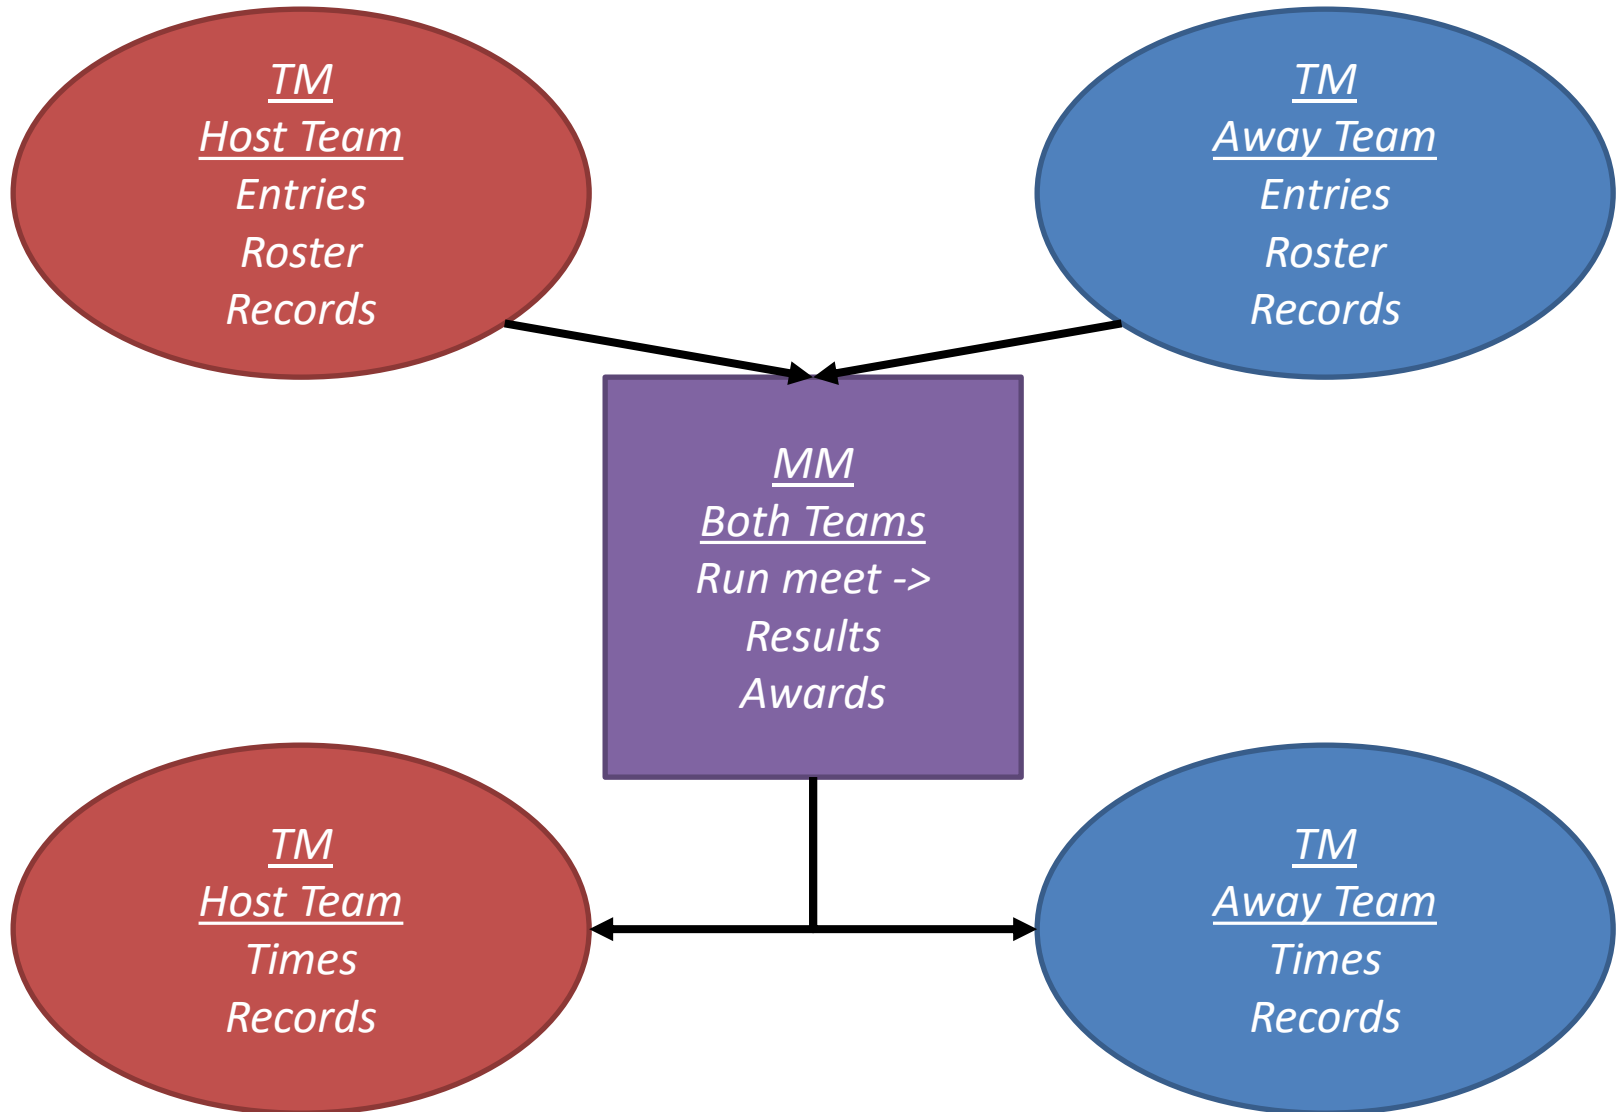 TM
Host Team
Entries
Roster
Records
TM
Away Team
Entries
Roster
Records
MM
Both Teams
Run meet ->
Results
Awards
TM
Host Team
Times
Records
TM
Away Team
Times
Records